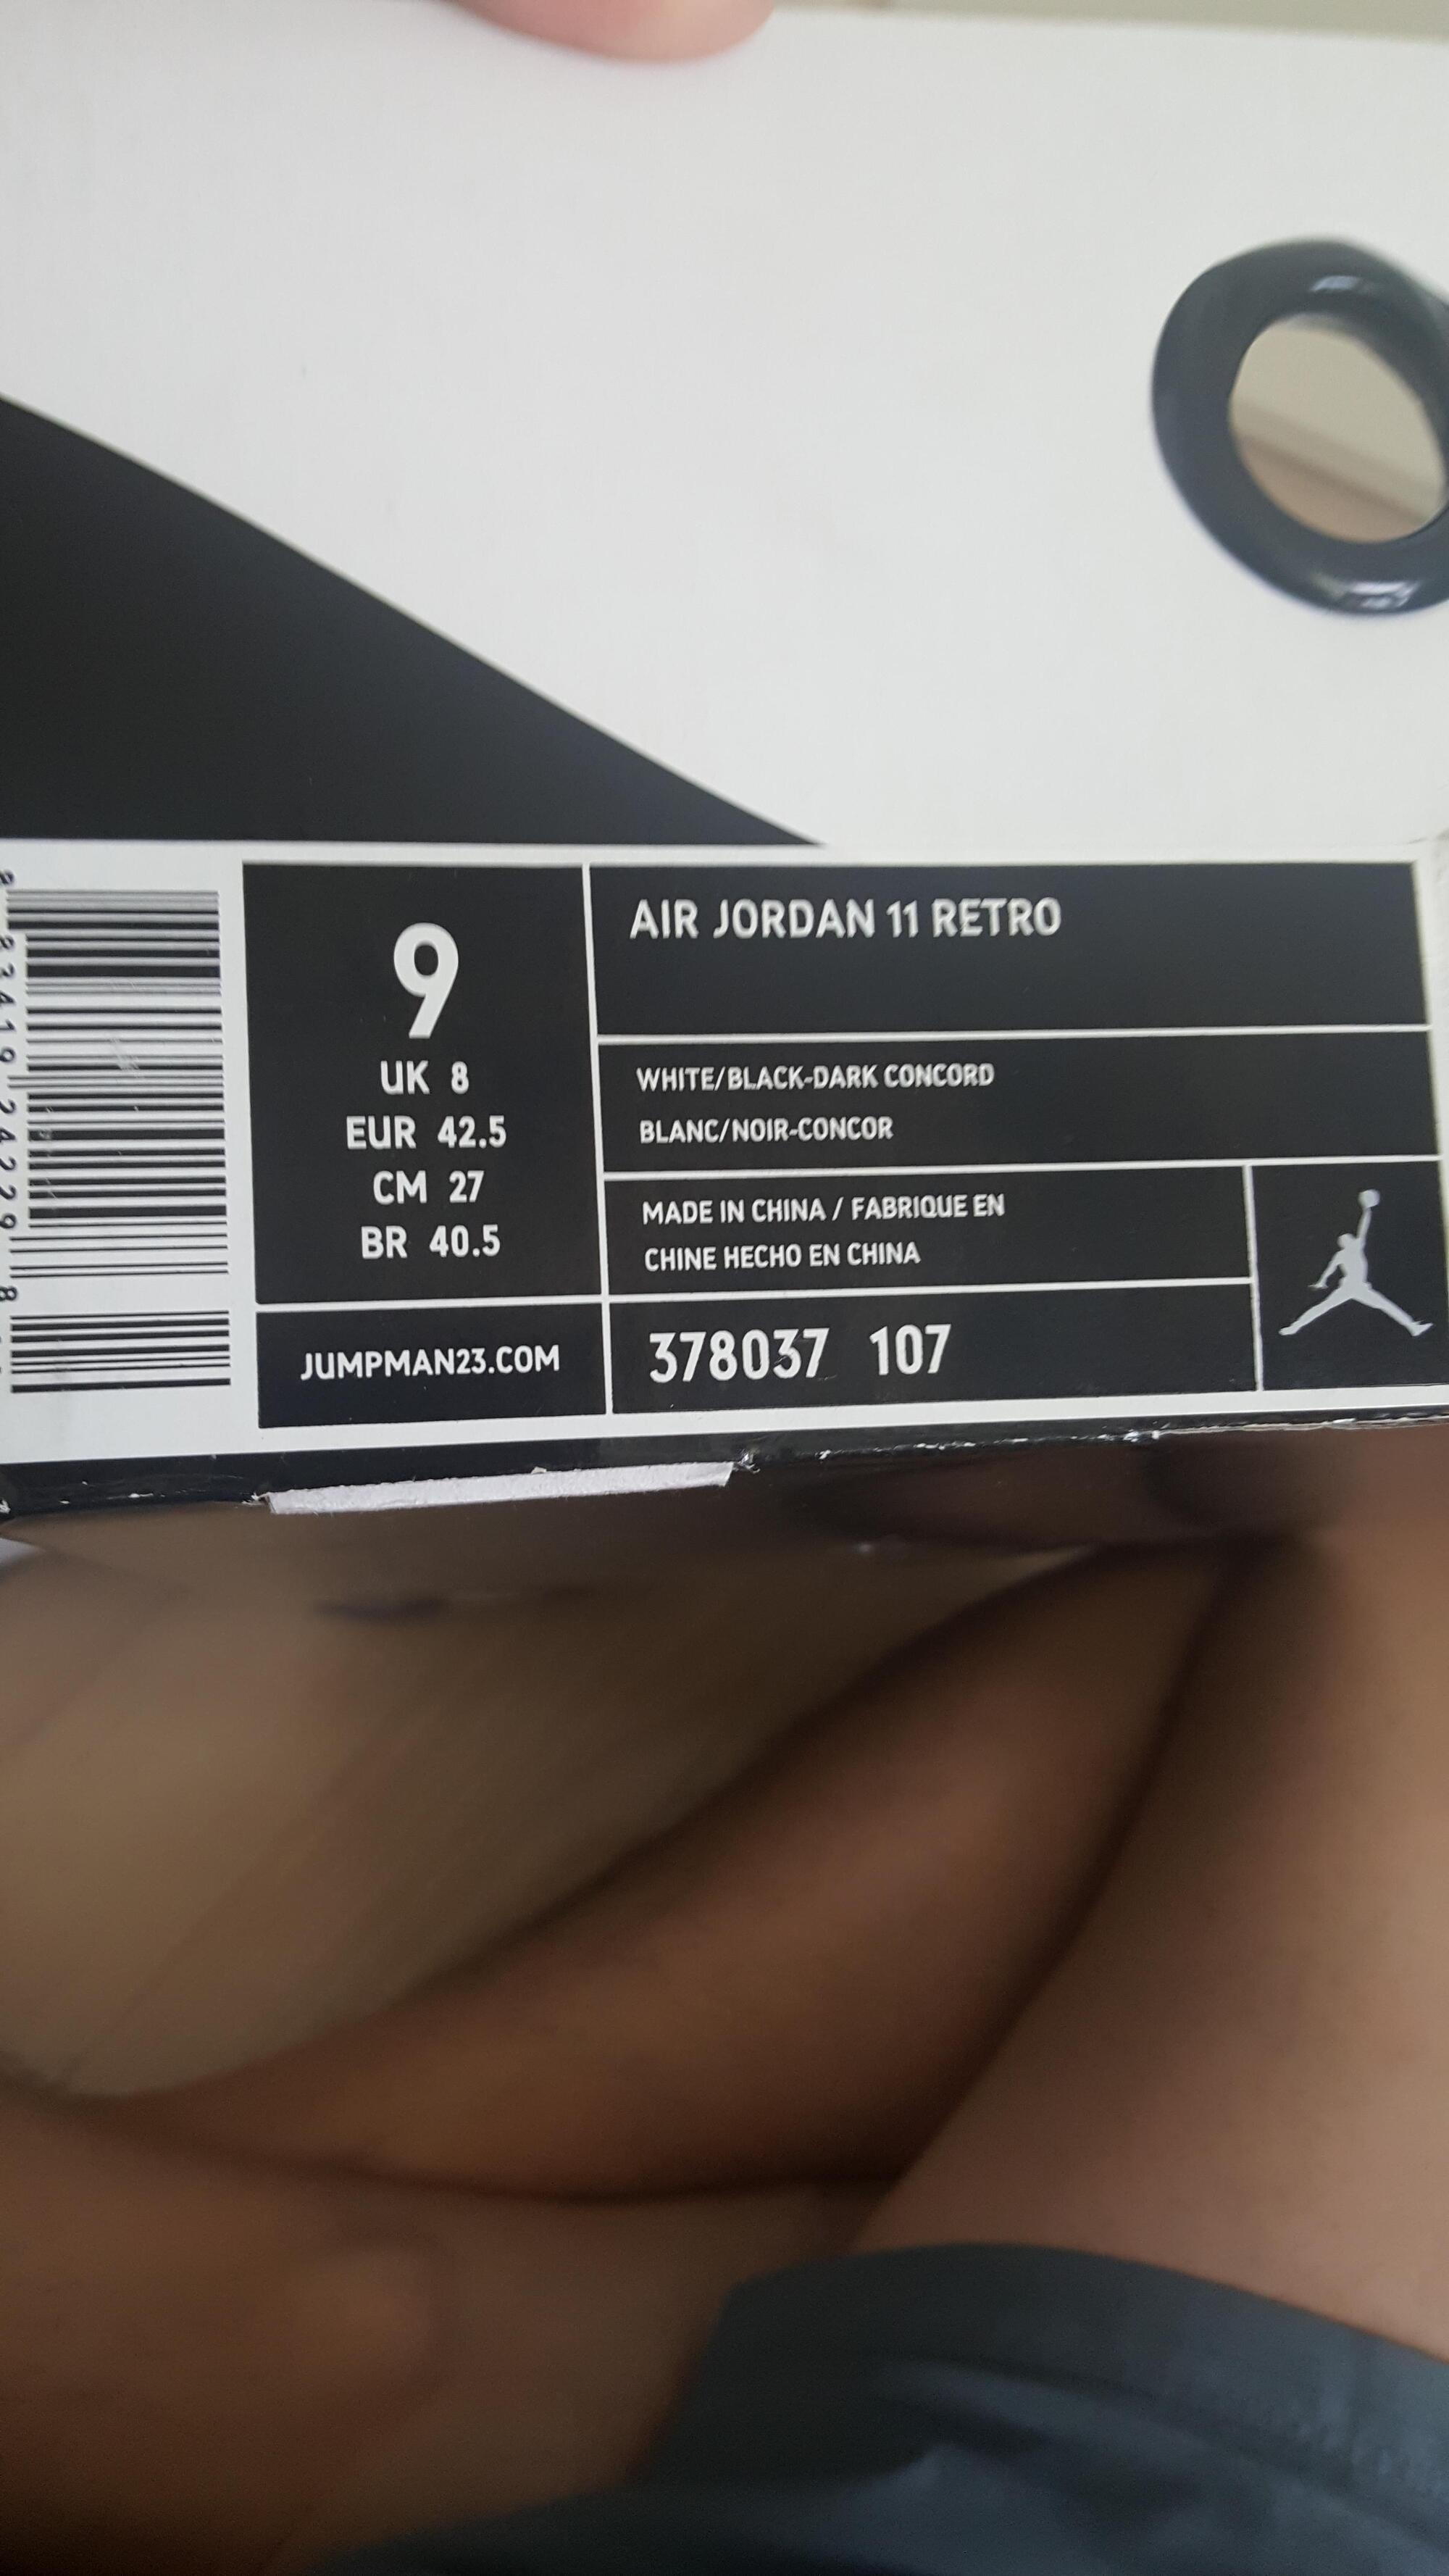 9
UK 8
EUR 42.5
CM 27
BR 40.5
JUMPMAN23.COM
AIR JORDAN 11 RETRO
WHITE/BLACK-DARK CONCORD
BLANC/NOIR-CONCOR
MADE IN CHINA / FABRIQUE EN
CHINE HECHO EN CHINA
378037 107